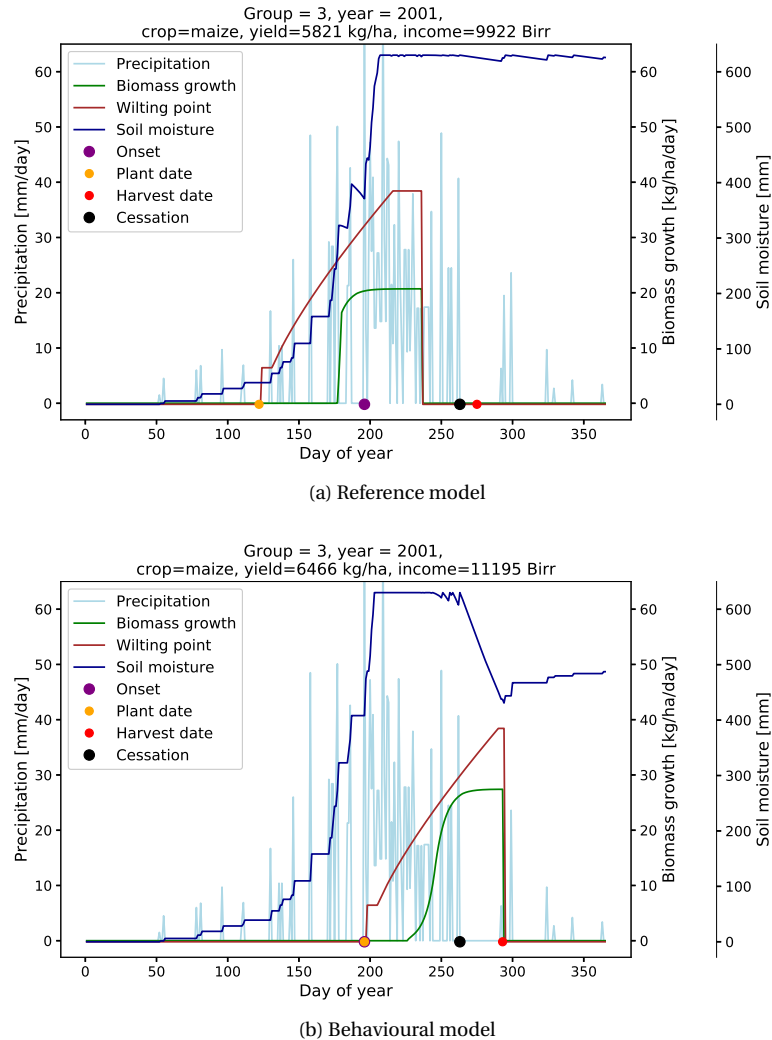 Group = 3, year = 2001,
crop=maize, yield=5821 kg/ha, income=9922 Birr
Precipitation
Biomass growth
Wilting point
Soil moisture
Onset
Plant date
Harvest date
Cessation
Precipitation [mm/day]
0
10
20
30
40
50
60
Biomass growth [kg/ha/day]
0
10
20
30
40
50
60
Soil moisture [mm]
0
100
200
300
400
500
600
0 50 100 150 200 250 300 350
Day of year
(a) Reference model
Group = 3, year = 2001,
crop=maize, yield=6466 kg/ha, income=11195 Birr
Precipitation
Biomass growth
Wilting point
Soil moisture
Onset
Plant date
Harvest date
Cessation
Precipitation [mm/day]
0
10
20
30
40
50
60
Biomass growth [kg/ha/day]
0
10
20
30
40
50
60
Soil moisture [mm]
0
100
200
300
400
500
600
0 50 100 150 200 250 300 350
Day of year
(b) Behavioural model